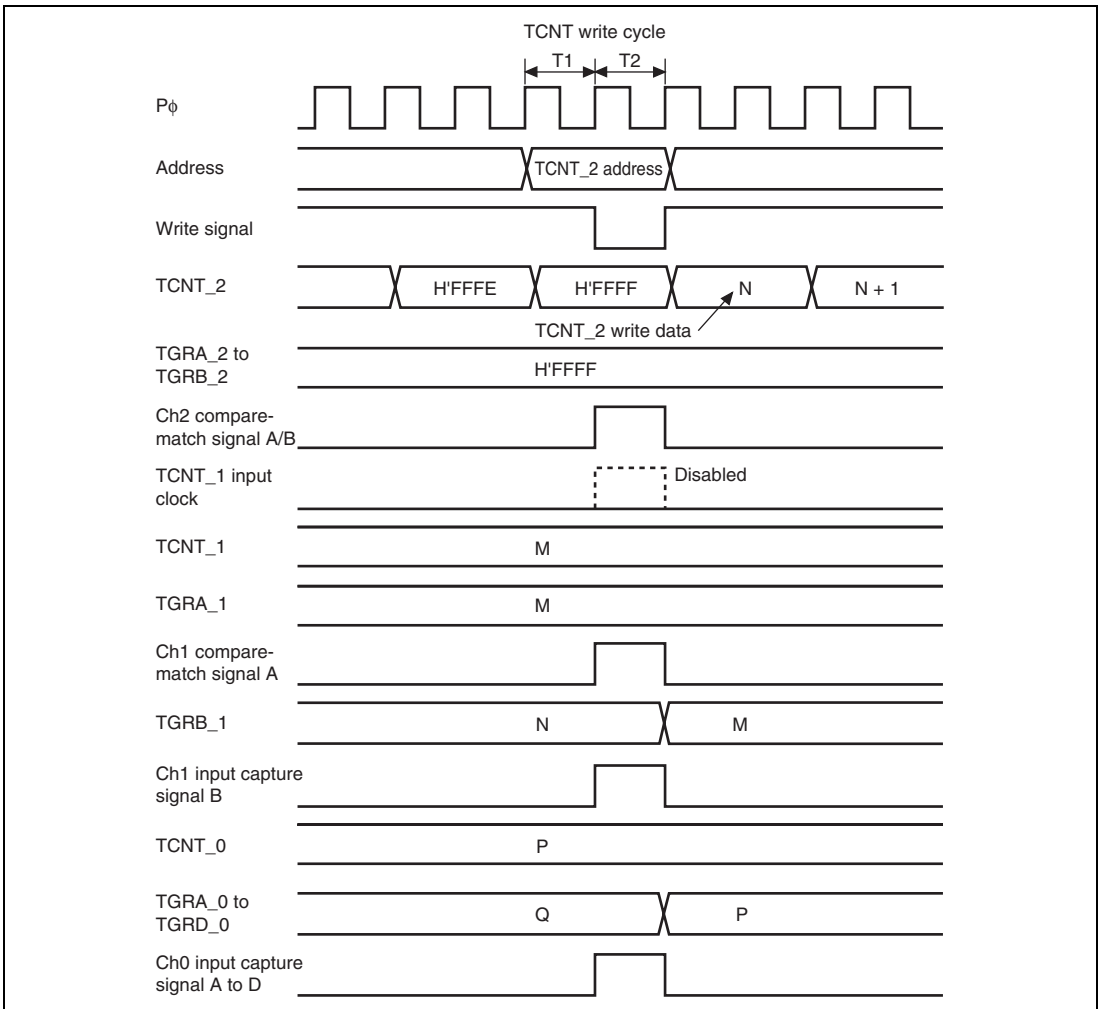 TCNT write cycle
T1 T2
Pϕ
Address
TCNT_2 address
Write signal
TCNT_2
H'FFFE H'FFFF N N + 1
TCNT_2 write data
TGRA_2 to
TGRB_2
H'FFFF
Ch2 compare-
match signal A/B
TCNT_1 input
clock
Disabled
TCNT_1
M
TGRA_1
M
Ch1 compare-
match signal A
TGRB_1
N M
Ch1 input capture
signal B
TCNT_0
P
TGRA_0 to
TGRD_0
Q P
Ch0 input capture
signal A to D